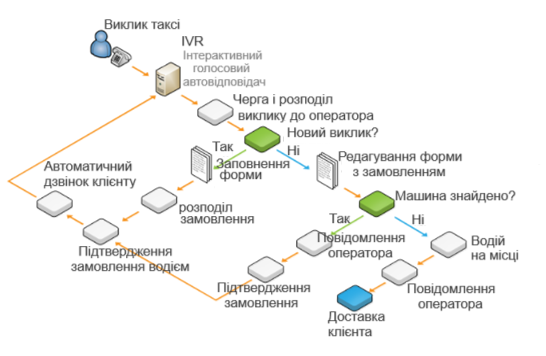 Виклик таксі
IVR
Інтерактивний
голосовий
автовідповідач
Черга і розподіл
виклику до оператора
Новий виклик?
Так
Ні
Заповнення
форми
Редагування форми
з замовленням
Автоматичний
дзвінок клієнту
розподіл
замовлення
Машина знайдено?
Так
Ні
Підтвердження
замовлення водієм
Повідомлення
оператора
Водій
на місці
Підтвердження
замовлення
Повідомлення
оператора
Доставка
клієнта